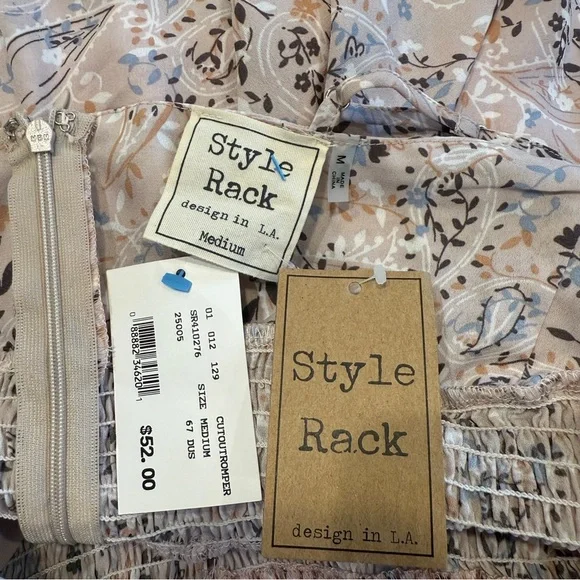 Style
Rack
design in L.A.
Medium
M
MADE
IN
CHINA
01 012 129
SR410276
25005
CUTOUTROMPER
SIZE MEDIUM
67 DUS
$52.00
Style
Rack
design in L.A.